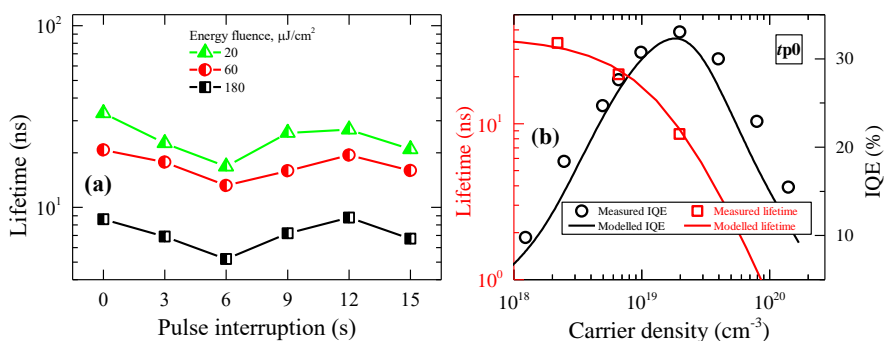 10²
10¹
Lifetime (ns)
Energy fluence, μJ/cm²
20
60
180
(a)
0 3 6 9 12 15
Pulse interruption (s)
10¹
10⁰
Lifetime (ns)
tp0
(b)
Measured IQE
Measured lifetime
Modelled IQE
Modelled lifetime
30
20
10
IQE (%)
10¹⁸ 10¹⁹ 10²⁰
Carrier density (cm⁻³)